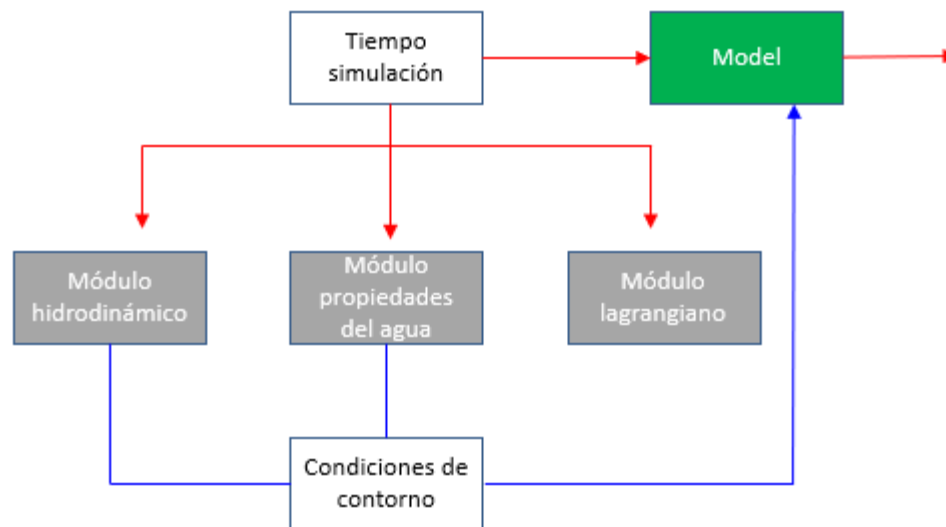 Tiempo
simulación
Model
Módulo
hidrodinámico
Módulo
propiedades
del agua
Módulo
lagrangiano
Condiciones de
contorno